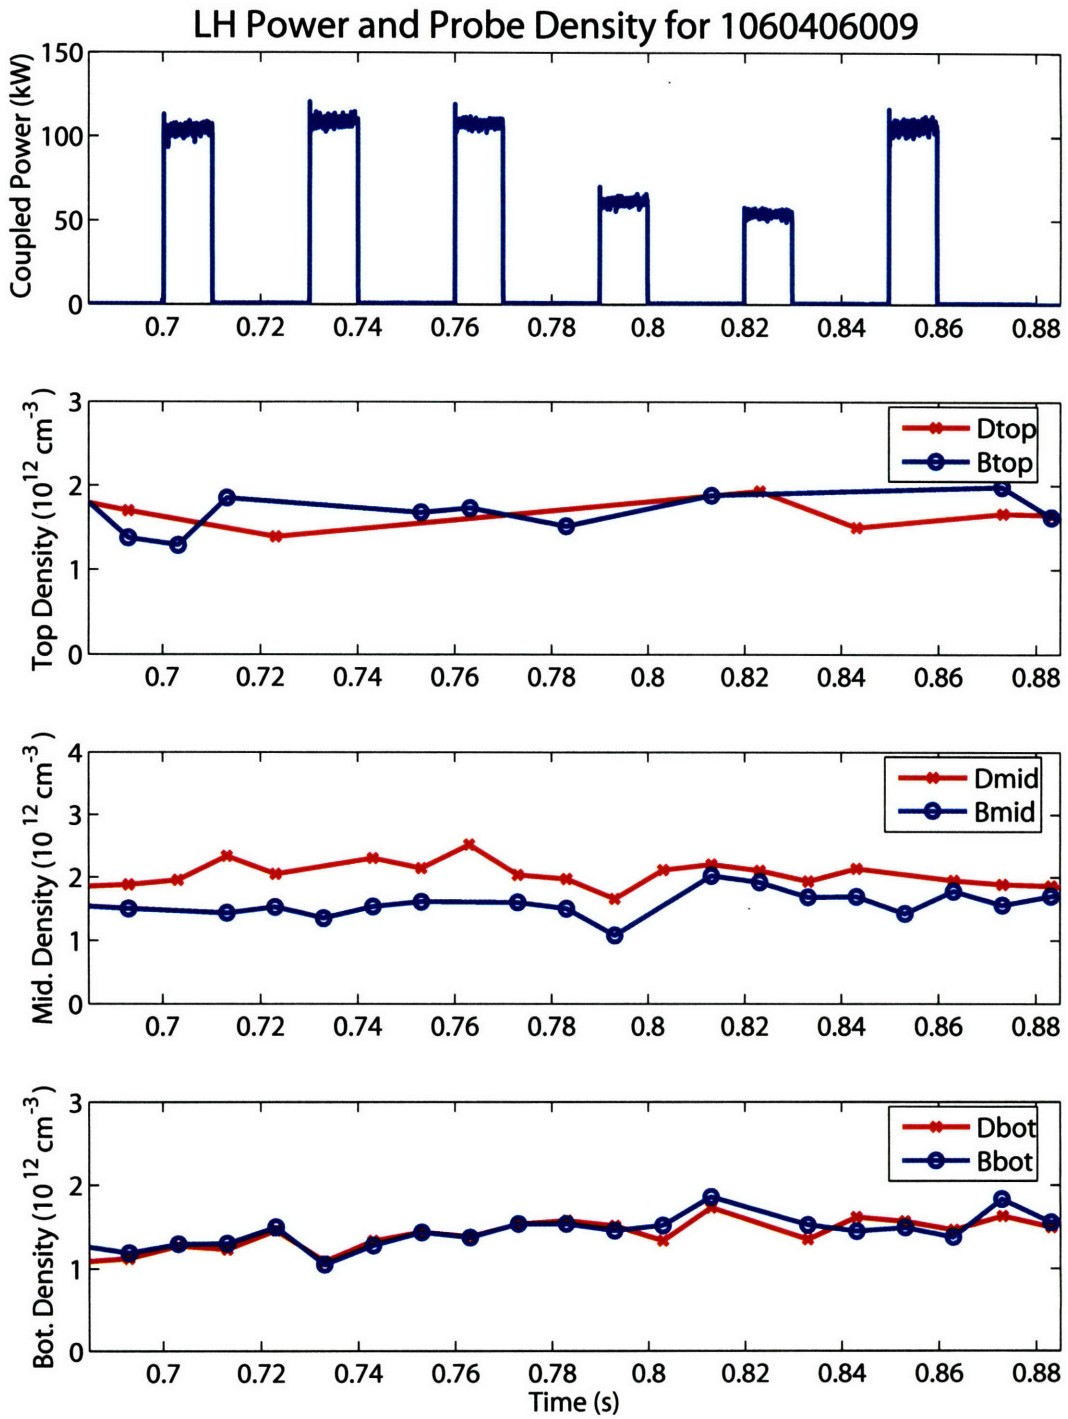 LH Power and Probe Density for 1060406009
Coupled Power (kW)
150
100
50
0
0.7 0.72 0.74 0.76 0.78 0.8 0.82 0.84 0.86 0.88
Top Density (10^12 cm^-3)
3
2
1
0
Dtop
Btop
0.7 0.72 0.74 0.76 0.78 0.8 0.82 0.84 0.86 0.88
Mid. Density (10^12 cm^-3)
4
3
2
1
0
Dmid
Bmid
0.7 0.72 0.74 0.76 0.78 0.8 0.82 0.84 0.86 0.88
Bot. Density (10^12 cm^-3)
3
2
1
0
Dbot
Bbot
0.7 0.72 0.74 0.76 0.78 0.8 0.82 0.84 0.86 0.88
Time (s)